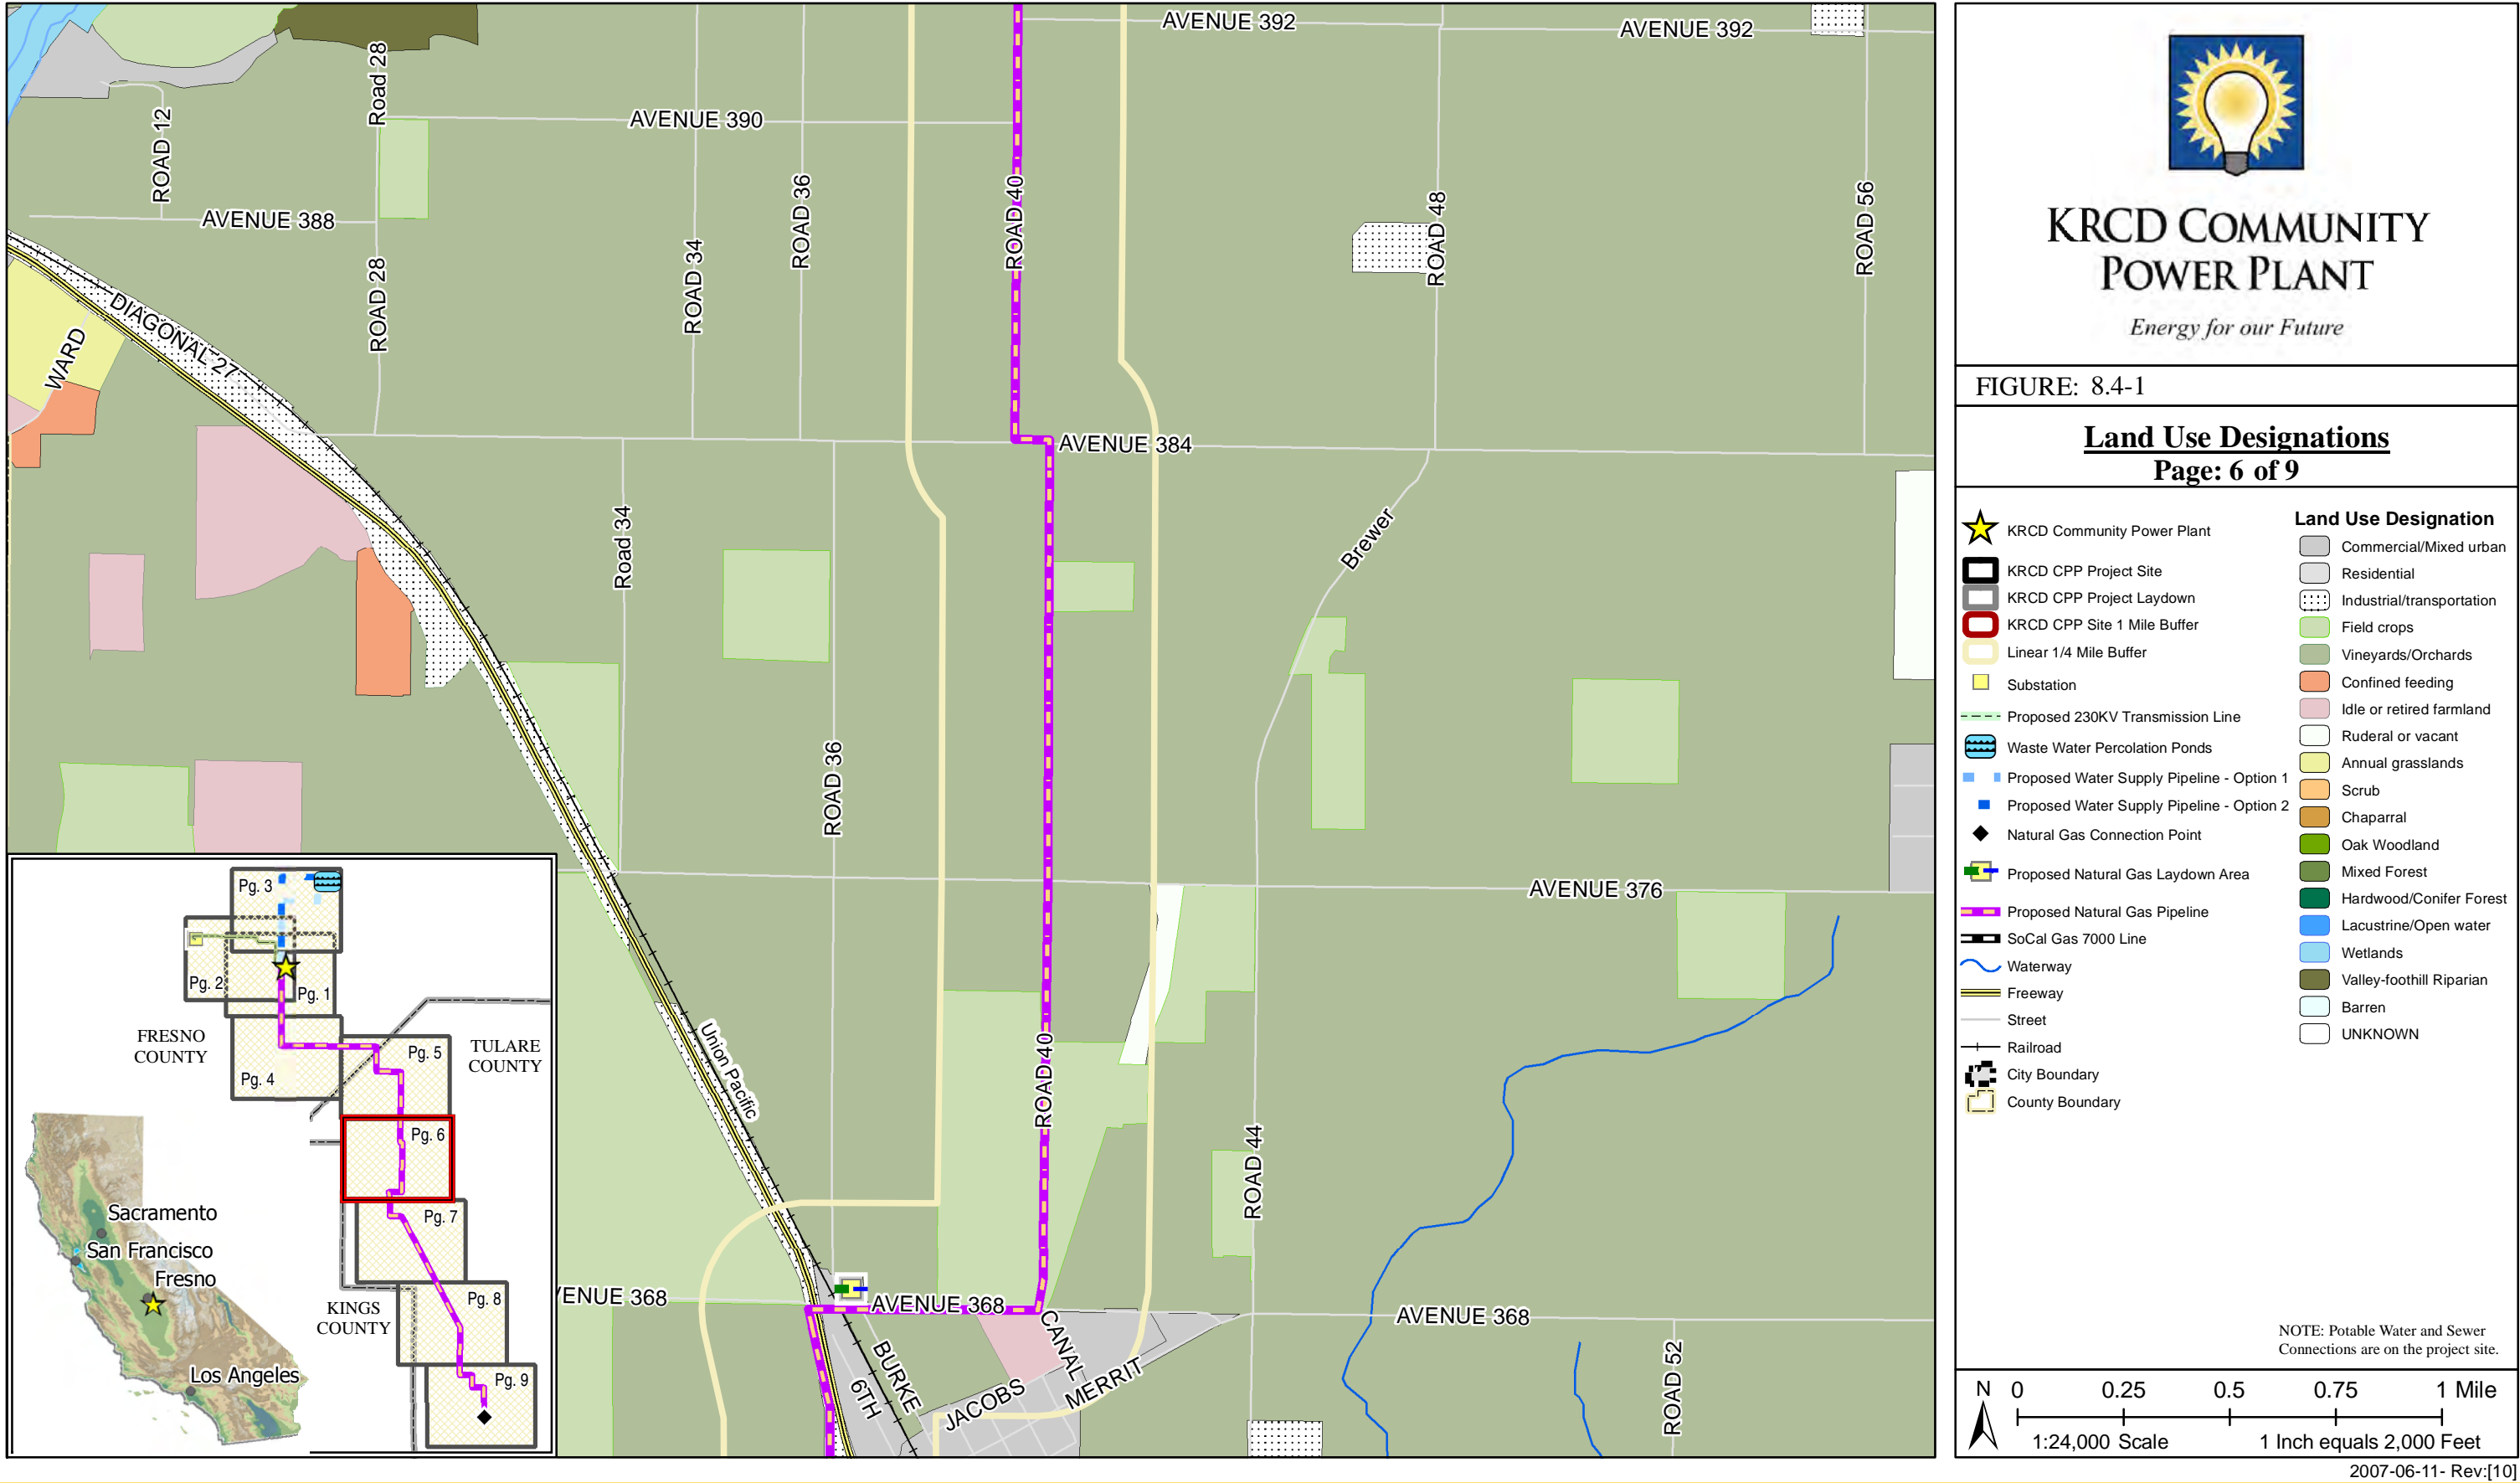 AVENUE 392
AVENUE 392
Road 28
ROAD 12
AVENUE 390
ROAD 36
ROAD 40
ROAD 48
ROAD 56
AVENUE 388
ROAD 28
ROAD 34
DIAGONAL 27
WARD
AVENUE 384
Road 34
Brewer
ROAD 36
AVENUE 376
Union Pacific
ROAD 40
ROAD 44
VENUE 368
AVENUE 368
AVENUE 368
CANAL
BURKE
6TH
JACOBS
MERRIT
ROAD 52
Pg. 3
Pg. 2
Pg. 1
FRESNO
COUNTY
Pg. 5
TULARE
COUNTY
Pg. 4
Pg. 6
Pg. 7
Pg. 8
KINGS
COUNTY
Pg. 9
Sacramento
San Francisco
Fresno
Los Angeles
KRCD COMMUNITY
POWER PLANT
Energy for our Future
FIGURE: 8.4-1
Land Use Designations
Page: 6 of 9
KRCD Community Power Plant
KRCD CPP Project Site
KRCD CPP Project Laydown
KRCD CPP Site 1 Mile Buffer
Linear 1/4 Mile Buffer
Substation
Proposed 230KV Transmission Line
Waste Water Percolation Ponds
Proposed Water Supply Pipeline - Option 1
Proposed Water Supply Pipeline - Option 2
Natural Gas Connection Point
Proposed Natural Gas Laydown Area
Proposed Natural Gas Pipeline
SoCal Gas 7000 Line
Waterway
Freeway
Street
Railroad
City Boundary
County Boundary
Land Use Designation
Commercial/Mixed urban
Residential
Industrial/transportation
Field crops
Vineyards/Orchards
Confined feeding
Idle or retired farmland
Ruderal or vacant
Annual grasslands
Scrub
Chaparral
Oak Woodland
Mixed Forest
Hardwood/Conifer Forest
Lacustrine/Open water
Wetlands
Valley-foothill Riparian
Barren
UNKNOWN
NOTE: Potable Water and Sewer
Connections are on the project site.
N 0 0.25 0.5 0.75 1 Mile
1:24,000 Scale 1 Inch equals 2,000 Feet
2007-06-11- Rev:[10]